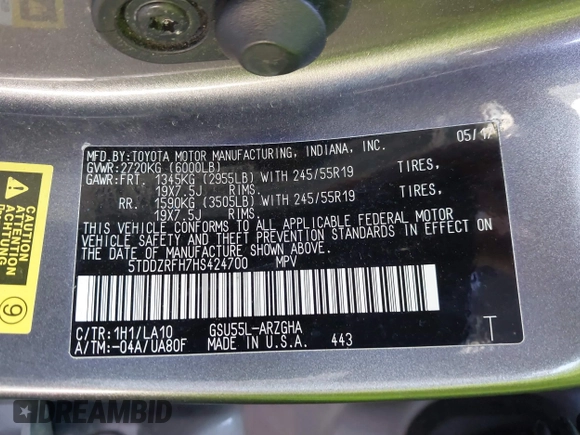 05/17
MFD.BY:TOYOTA MOTOR MANUFACTURING, INDIANA, INC.
GVWR:2720KG (6000LB)
GAWR:FRT. 1345KG (2955LB) WITH 245/55R19 TIRES,
19X7.5J RIMS.
RR. 1590KG (3505LB) WITH 245/55R19 TIRES,
19X7.5J RIMS.
THIS VEHICLE CONFORMS TO ALL APPLICABLE FEDERAL MOTOR
VEHICLE SAFETY AND THEFT PREVENTION STANDARDS IN EFFECT ON
THE DATE OF MANUFACTURE SHOWN ABOVE.
5TDDZRFH7HS424700 MPV
C/TR:1H1/LA10 GSU55L-ARZGHA
A/TM:-04A/UA80F MADE IN U.S.A. 443
T
CAUTION
ATTENTION
ACHTUNG
9
DREAMBID